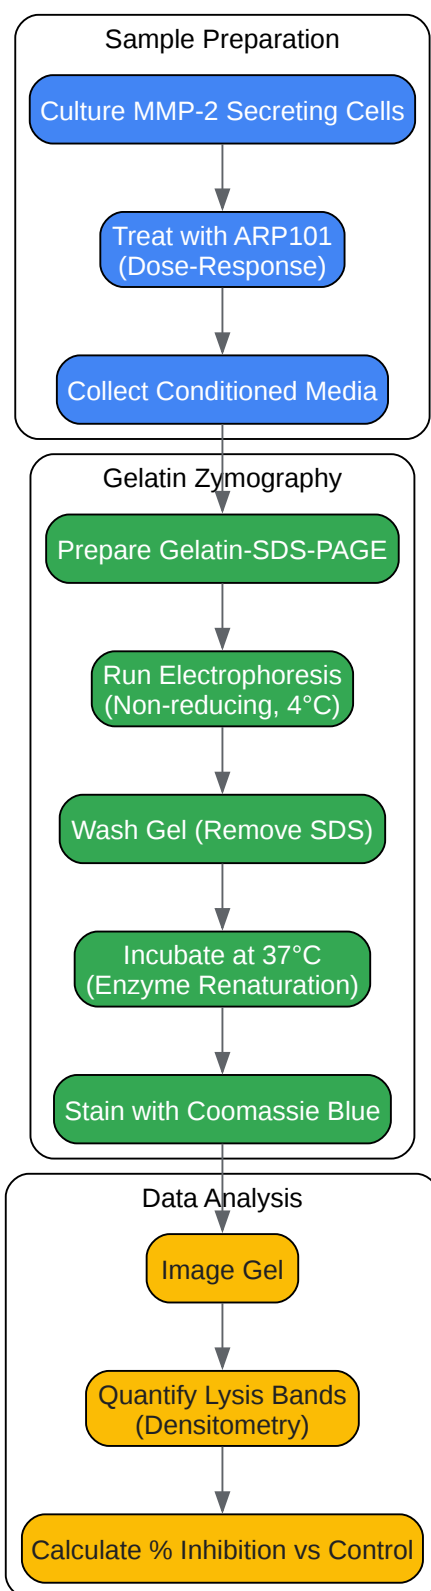 Sample Preparation
Culture MMP-2 Secreting Cells
Treat with ARP101
(Dose-Response)
Collect Conditioned Media
Gelatin Zymography
Prepare Gelatin-SDS-PAGE
Run Electrophoresis
(Non-reducing, 4°C)
Wash Gel (Remove SDS)
Incubate at 37°C
(Enzyme Renaturation)
Stain with Coomassie Blue
Data Analysis
Image Gel
Quantify Lysis Bands
(Densitometry)
Calculate % Inhibition vs Control